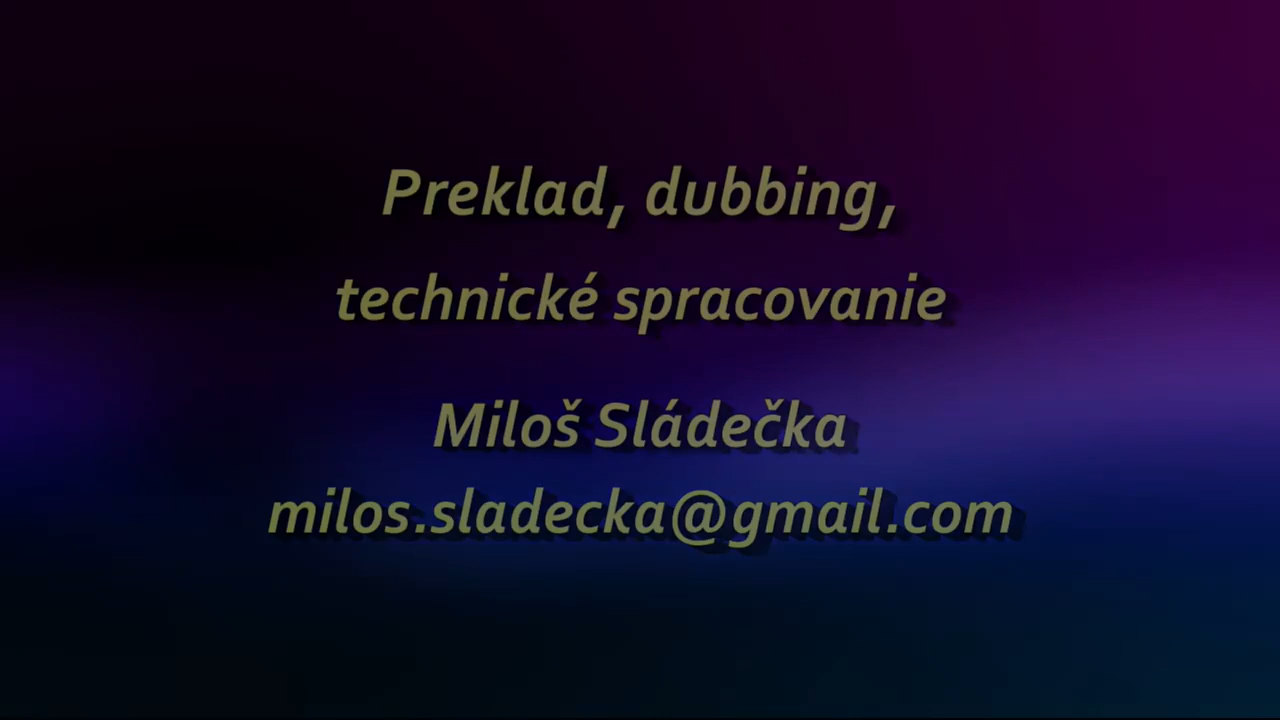 Preklad, dubbing,
technické spracovanie
Miloš Sládečka
milos.sladecka@gmail.com